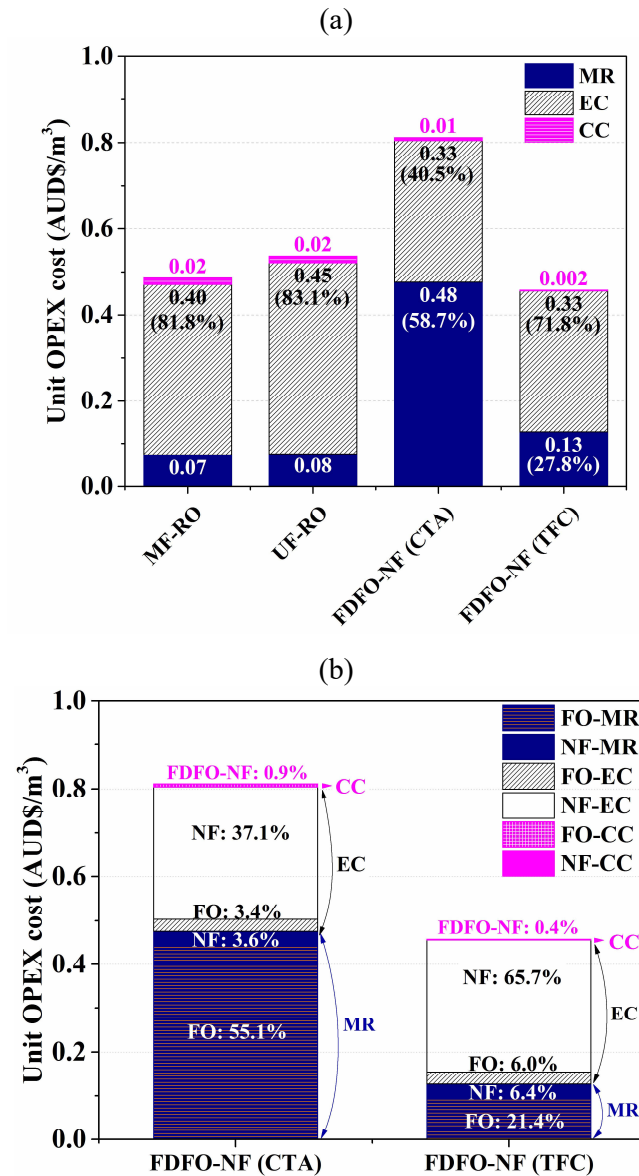 (a)
Unit OPEX cost (AUD$/m³)
1.0
0.8
0.6
0.4
0.2
0.0
MR
EC
CC
0.02
0.40
(81.8%)
0.07
0.02
0.45
(83.1%)
0.08
0.01
0.33
(40.5%)
0.48
(58.7%)
0.002
0.33
(71.8%)
0.13
(27.8%)
MF-RO
UF-RO
FDFO-NF (CTA)
FDFO-NF (TFC)
(b)
Unit OPEX cost (AUD$/m³)
1.0
0.8
0.6
0.4
0.2
0.0
FO-MR
NF-MR
FO-EC
NF-EC
FO-CC
NF-CC
FDFO-NF: 0.9%
CC
NF: 37.1%
EC
FO: 3.4%
NF: 3.6%
MR
FO: 55.1%
FDFO-NF: 0.4%
CC
NF: 65.7%
EC
FO: 6.0%
NF: 6.4%
MR
FO: 21.4%
FDFO-NF (CTA)
FDFO-NF (TFC)